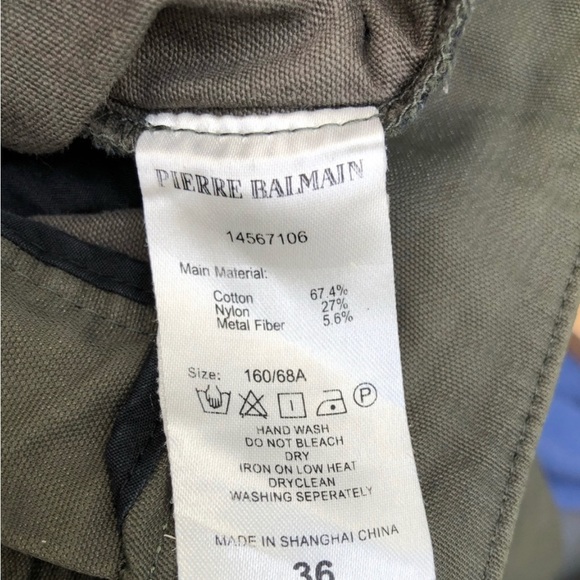 PIERRE BALMAIN
14567106
Main Material:
Cotton 67.4%
Nylon 27%
Metal Fiber 5.6%
Size: 160/68A
P
HAND WASH
DO NOT BLEACH
DRY
IRON ON LOW HEAT
DRYCLEAN
WASHING SEPERATELY
MADE IN SHANGHAI CHINA
36